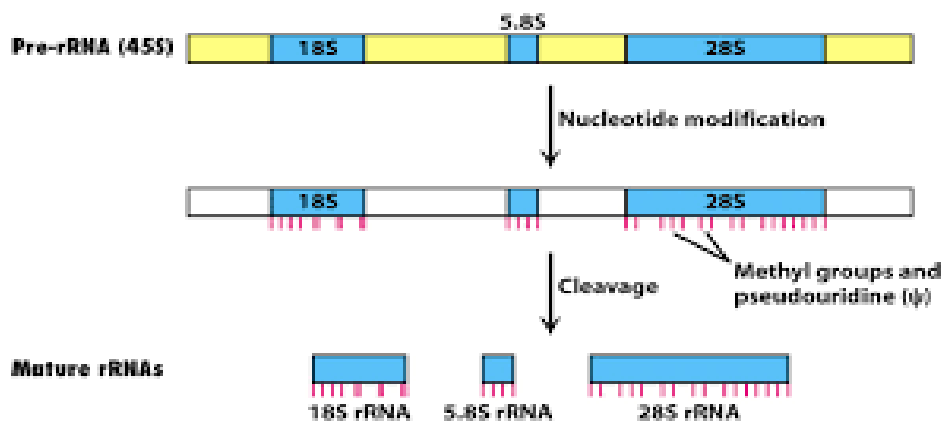 5.8S
Pre-rRNA (45S)
18S
28S
Nucleotide modification
18S
28S
Methyl groups and
pseudouridine (ψ)
Cleavage
Mature rRNAs
18S rRNA
5.8S rRNA
28S rRNA